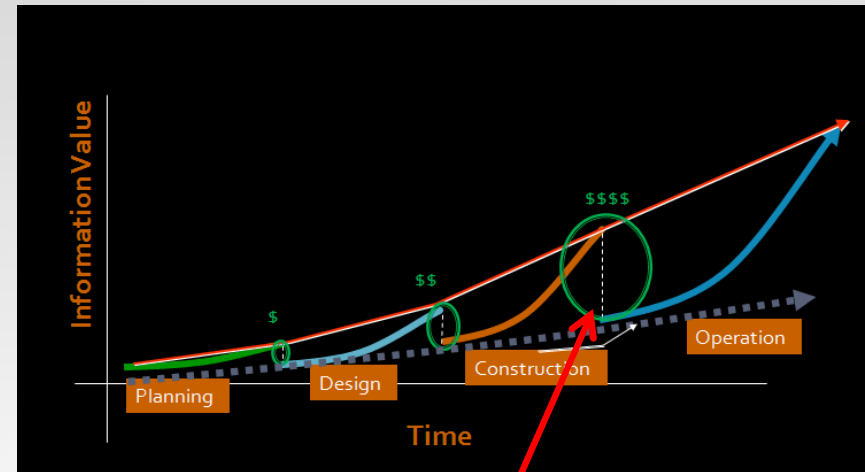 Information Value
$
$$
$$$$
Planning
Design
Construction
Operation
Time